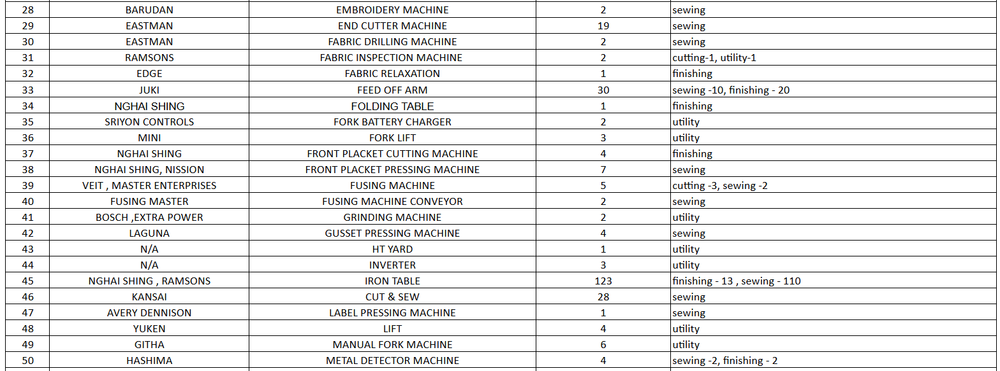 28 BARUDAN EMBROIDERY MACHINE 2 sewing
29 EASTMAN END CUTTER MACHINE 19 sewing
30 EASTMAN FABRIC DRILLING MACHINE 2 sewing
31 RAMSONS FABRIC INSPECTION MACHINE 2 cutting-1, utility-1
32 EDGE FABRIC RELAXATION 1 finishing
33 JUKI FEED OFF ARM 30 sewing -10, finishing - 20
34 NGHAI SHING FOLDING TABLE 1 finishing
35 SRIYON CONTROLS FORK BATTERY CHARGER 2 utility
36 MINI FORK LIFT 3 utility
37 NGHAI SHING FRONT PLACKET CUTTING MACHINE 4 finishing
38 NGHAI SHING, NISSION FRONT PLACKET PRESSING MACHINE 7 sewing
39 VEIT , MASTER ENTERPRISES FUSING MACHINE 5 cutting -3, sewing -2
40 FUSING MASTER FUSING MACHINE CONVEYOR 2 sewing
41 BOSCH ,EXTRA POWER GRINDING MACHINE 2 utility
42 LAGUNA GUSSET PRESSING MACHINE 4 sewing
43 N/A HT YARD 1 utility
44 N/A INVERTER 3 utility
45 NGHAI SHING , RAMSONS IRON TABLE 123 finishing - 13 , sewing - 110
46 KANSAI CUT & SEW 28 sewing
47 AVERY DENNISON LABEL PRESSING MACHINE 1 sewing
48 YUKEN LIFT 4 utility
49 GITHA MANUAL FORK MACHINE 6 utility
50 HASHIMA METAL DETECTOR MACHINE 4 sewing -2, finishing - 2